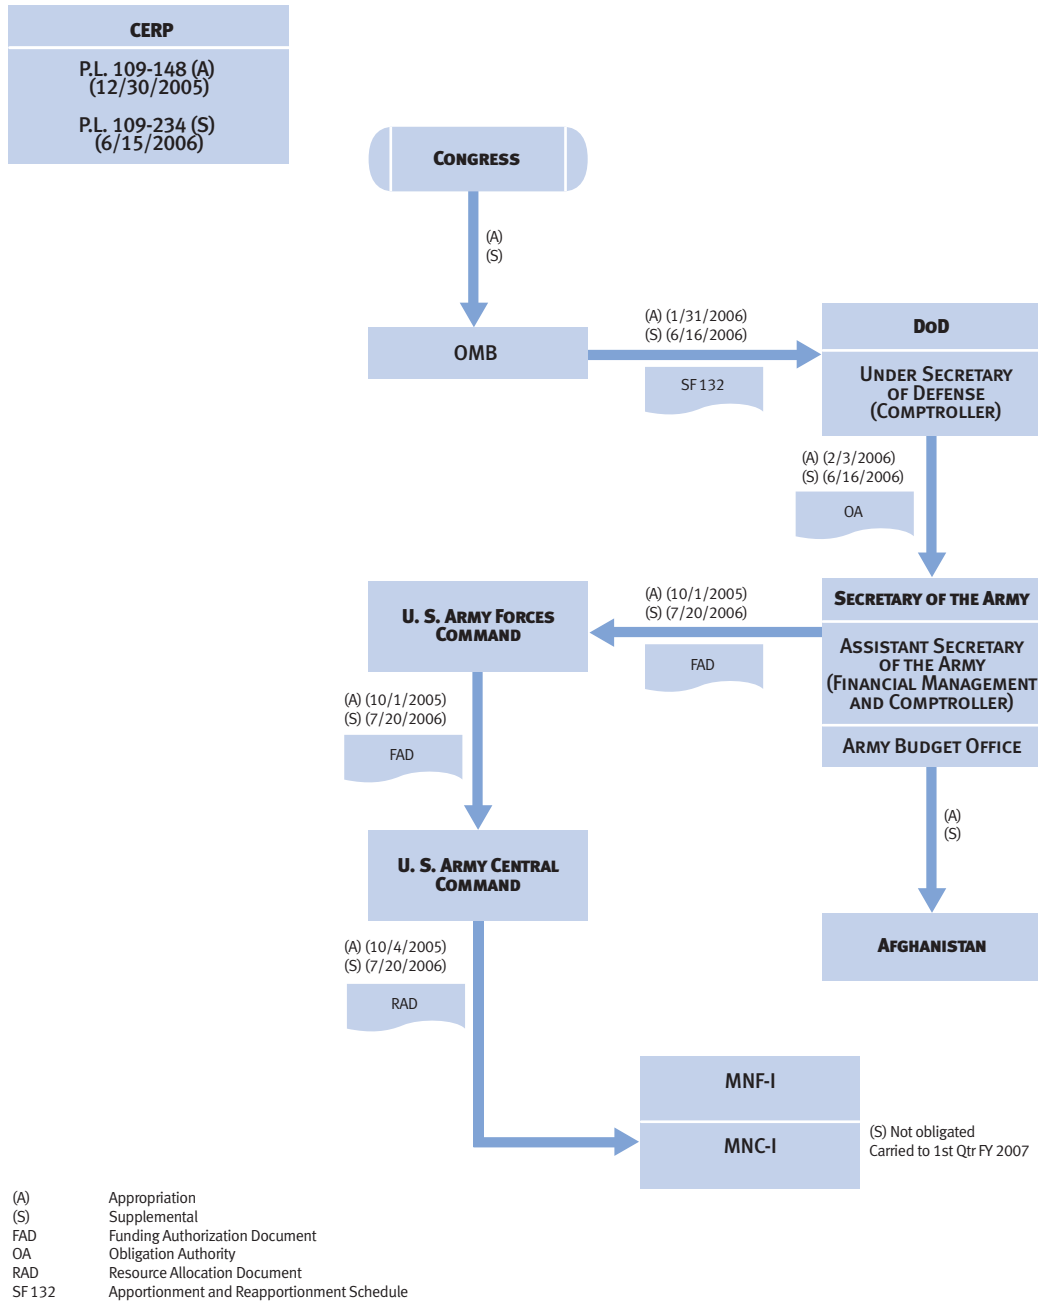 CERP
P.L. 109-148 (A)
(12/30/2005)
P.L. 109-234 (S)
(6/15/2006)
CONGRESS
(A)
(S)
OMB
(A) (1/31/2006)
(S) (6/16/2006)
SF 132
DOD
UNDER SECRETARY
OF DEFENSE
(COMPTROLLER)
(A) (2/3/2006)
(S) (6/16/2006)
OA
SECRETARY OF THE ARMY
ASSISTANT SECRETARY
OF THE ARMY
(FINANCIAL MANAGEMENT
AND COMPTROLLER)
ARMY BUDGET OFFICE
(A) (10/1/2005)
(S) (7/20/2006)
FAD
U. S. ARMY FORCES
COMMAND
(A) (10/1/2005)
(S) (7/20/2006)
FAD
(A)
(S)
U. S. ARMY CENTRAL
COMMAND
AFGHANISTAN
(A) (10/4/2005)
(S) (7/20/2006)
RAD
MNF-I
MNC-I
(S) Not obligated
Carried to 1st Qtr FY 2007
(A) Appropriation
(S) Supplemental
FAD Funding Authorization Document
OA Obligation Authority
RAD Resource Allocation Document
SF 132 Apportionment and Reapportionment Schedule